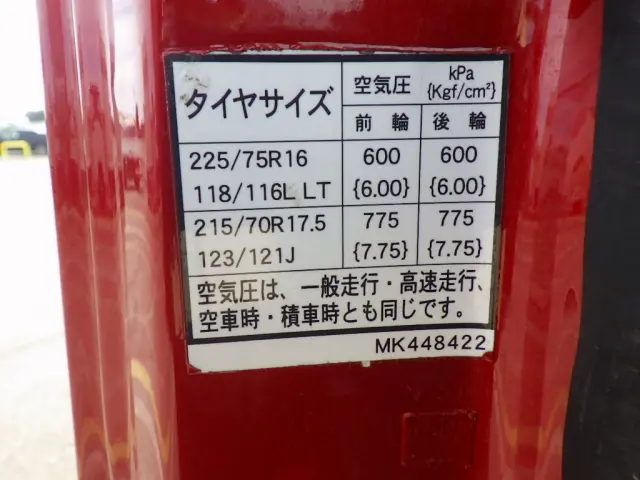 タイヤサイズ 空気圧 kPa {Kgf/cm²}
前輪 後輪
225/75R16 600 600
118/116L LT {6.00} {6.00}
215/70R17.5 775 775
123/121J {7.75} {7.75}
空気圧は、一般走行・高速走行、
空車時・積車時とも同じです。
MK448422